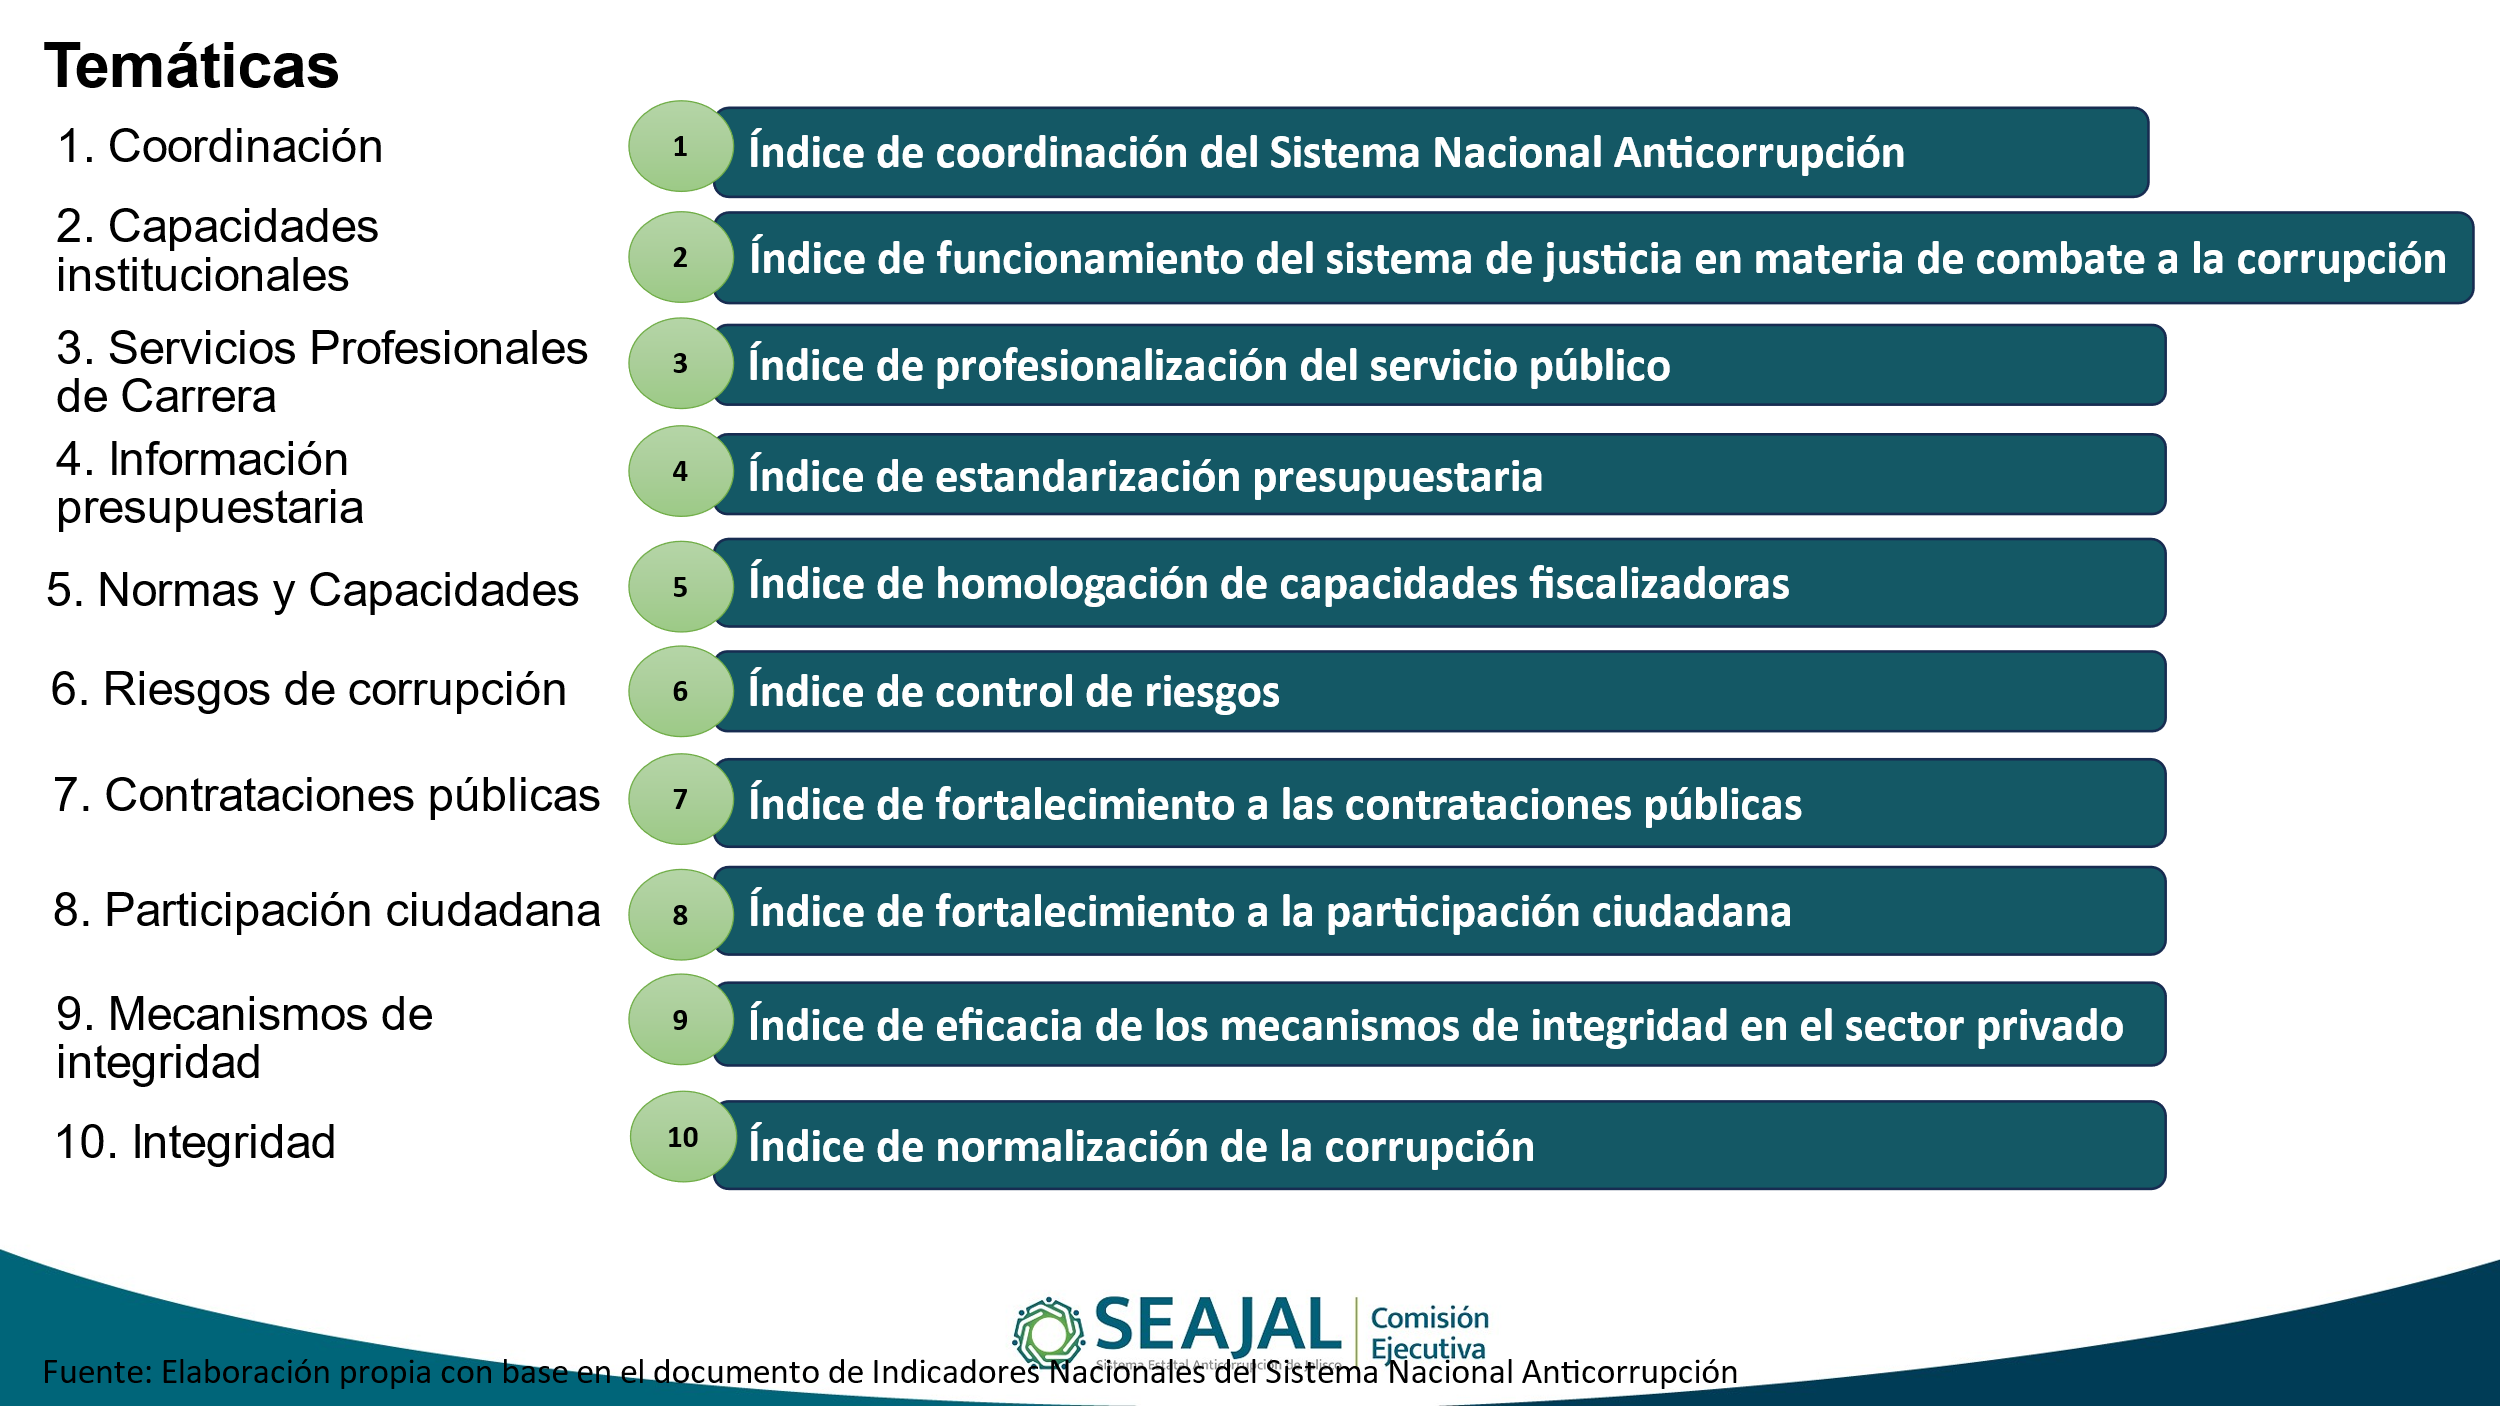 Temáticas
1. Coordinación
1
Índice de coordinación del Sistema Nacional Anticorrupción
2. Capacidades
institucionales
2
Índice de funcionamiento del sistema de justicia en materia de combate a la corrupción
3. Servicios Profesionales
de Carrera
3
Índice de profesionalización del servicio público
4. Información
presupuestaria
4
Índice de estandarización presupuestaria
5. Normas y Capacidades
5
Índice de homologación de capacidades fiscalizadoras
6. Riesgos de corrupción
6
Índice de control de riesgos
7. Contrataciones públicas
7
Índice de fortalecimiento a las contrataciones públicas
8. Participación ciudadana
8
Índice de fortalecimiento a la participación ciudadana
9. Mecanismos de
integridad
9
Índice de eficacia de los mecanismos de integridad en el sector privado
10. Integridad
10
Índice de normalización de la corrupción
SEAJAL
Sistema Estatal Anticorrupción de Jalisco
Comisión
Ejecutiva
Fuente: Elaboración propia con base en el documento de Indicadores Nacionales del Sistema Nacional Anticorrupción